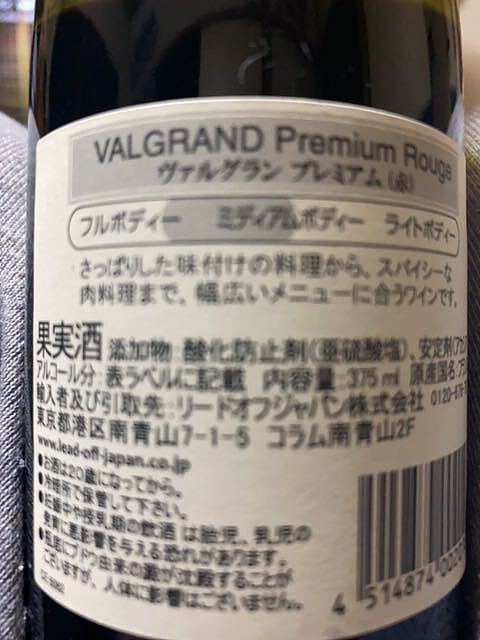 VALGRAND Premium Rouge
ヴァルグラン プレミアム (赤)
フルボディー ミディアムボディー ライトボディー
さっぱりした味付けの料理から、スパイシーな
肉料理まで、幅広いメニューに合うワインです。
果実酒 添加物:酸化防止剤(亜硫酸塩)、安定剤(アセ
アルコール分:表ラベルに記載 内容量:375㎖ 原産国名:フ
輸入者及び引取先:リードオフジャパン株式会社 0120-
東京都港区南青山7-1-5 コラム南青山2F
www.lead-off-japan.co.jp
●お酒は20歳になってから。
●冷暗所で保管して下さい。
●妊娠中や授乳期の飲酒は胎児、乳児の
発育に悪影響を与える恐れがあります。
●瓶底にブドウ由来の澱が沈殿することが
ございますが、人体に影響はございません。
4 514874 002